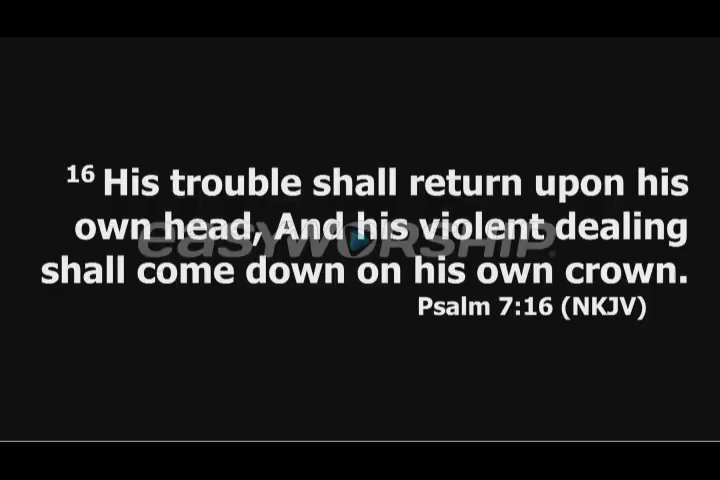 16 His trouble shall return upon his
own head, And his violent dealing
EASYWORSHIP®
shall come down on his own crown.
Psalm 7:16 (NKJV)